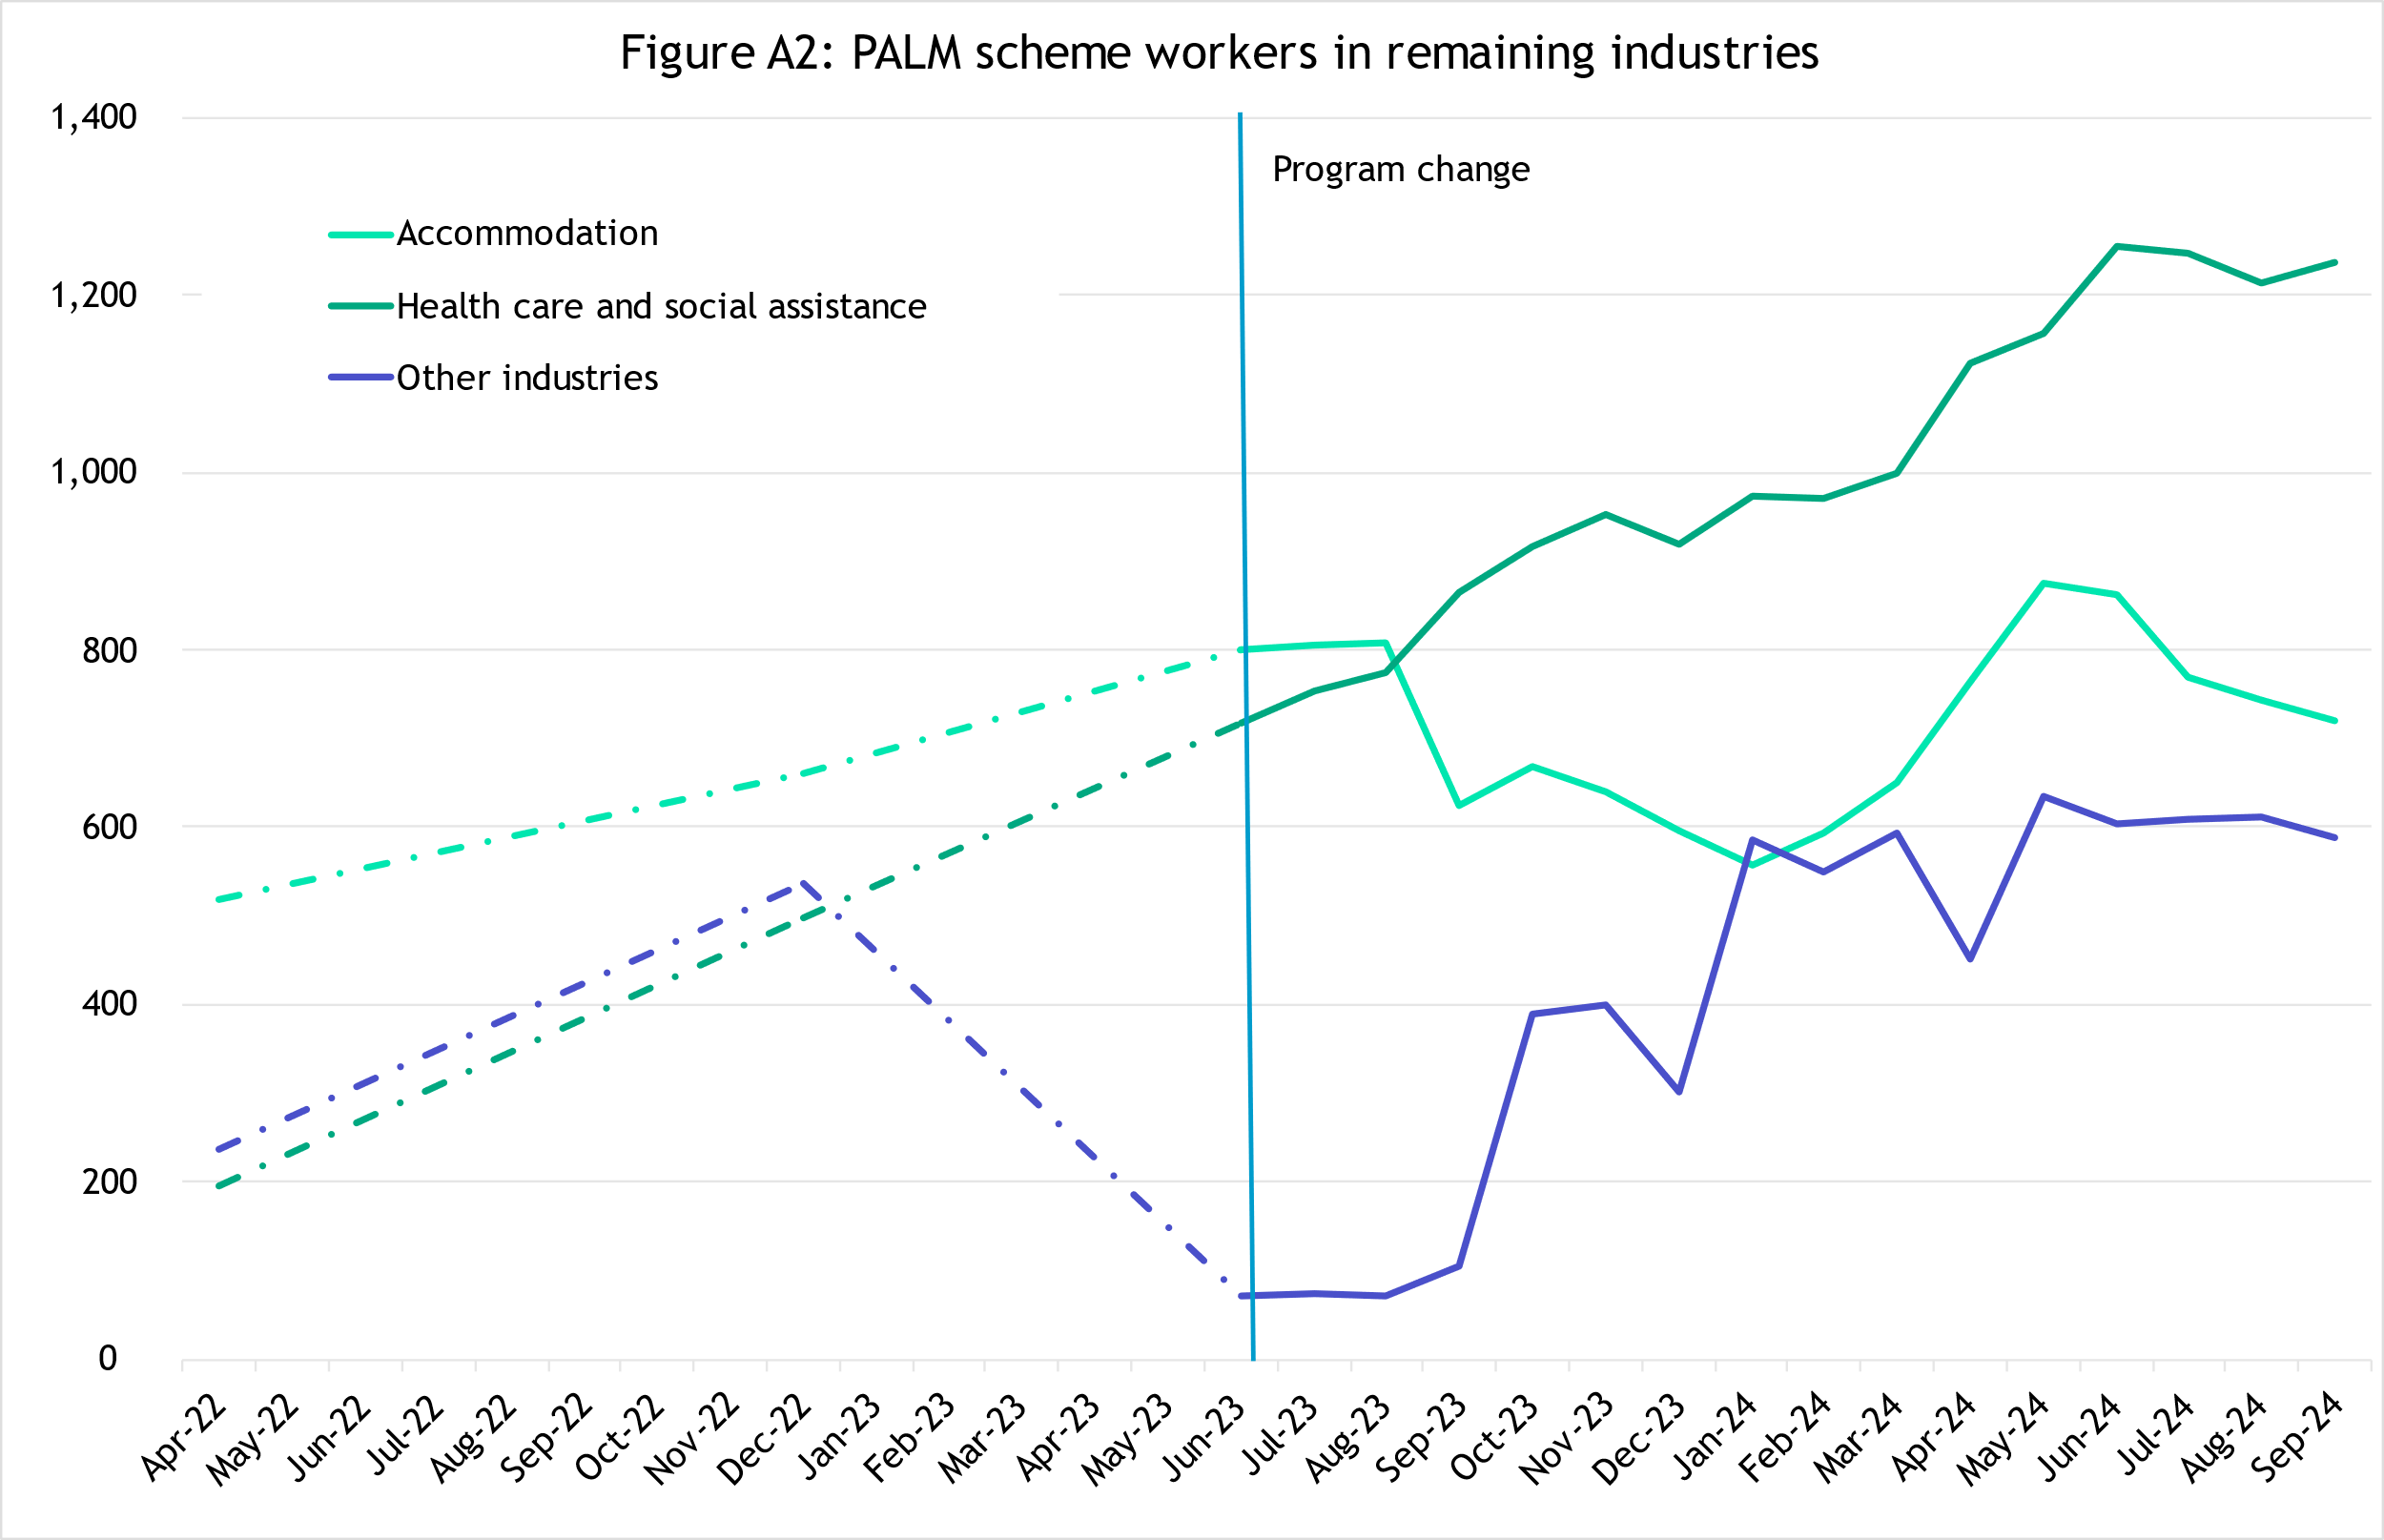 Figure A2: PALM scheme workers in remaining industries
1,400
Program change
Accommodation
1,200
Health care and social assistance
Other industries
1,000
800
600
400
200
0
Apr-22
May-22
Jun-22
Jul-22
Aug-22
Sep-22
Oct-22
Nov-22
Dec-22
Jan-23
Feb-23
Mar-23
Apr-23
May-23
Jun-23
Jul-23
Aug-23
Sep-23
Oct-23
Nov-23
Dec-23
Jan-24
Feb-24
Mar-24
Apr-24
May-24
Jun-24
Jul-24
Aug-24
Sep-24